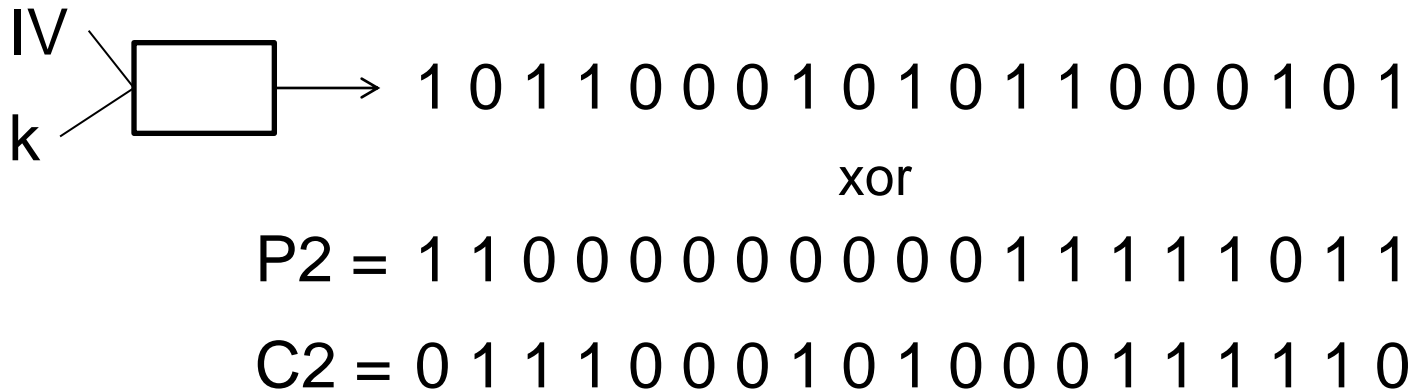 IV
k
1 0 1 1 0 0 0 1 0 1 0 1 1 0 0 0 1 0 1
xor
P2 = 1 1 0 0 0 0 0 0 0 0 0 1 1 1 1 1 0 1 1
C2 = 0 1 1 1 0 0 0 1 0 1 0 0 0 1 1 1 1 1 0